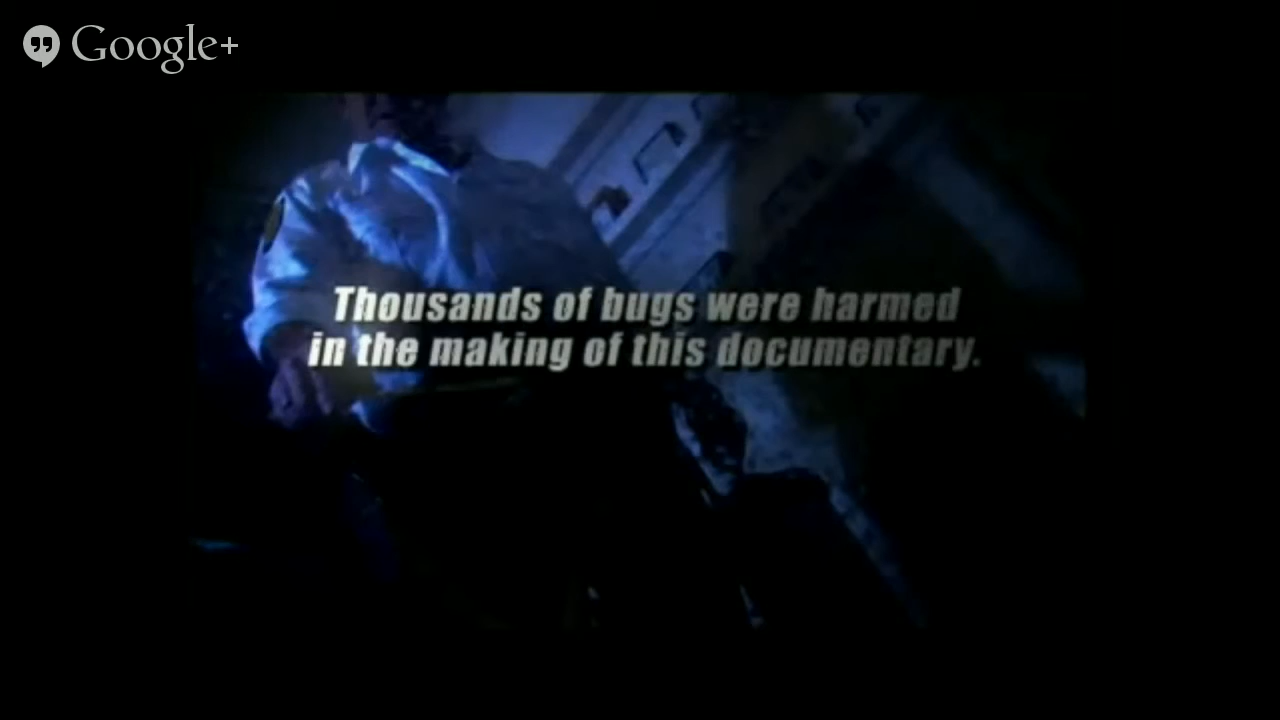 Google+
Thousands of bugs were harmed
in the making of this documentary.